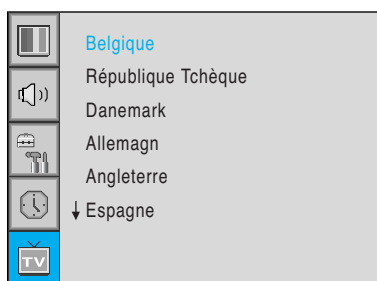 Belgique
République Tchèque
Danemark
Allemagn
Angleterre
Espagne
TV